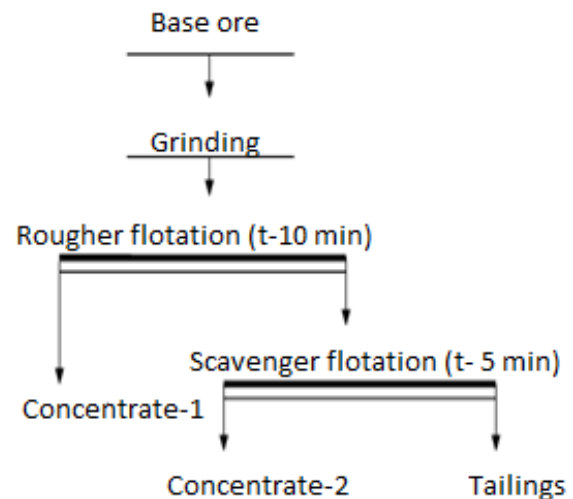 Base ore
Grinding
Rougher flotation (t-10 min)
Scavenger flotation (t- 5 min)
Concentrate-1
Concentrate-2
Tailings